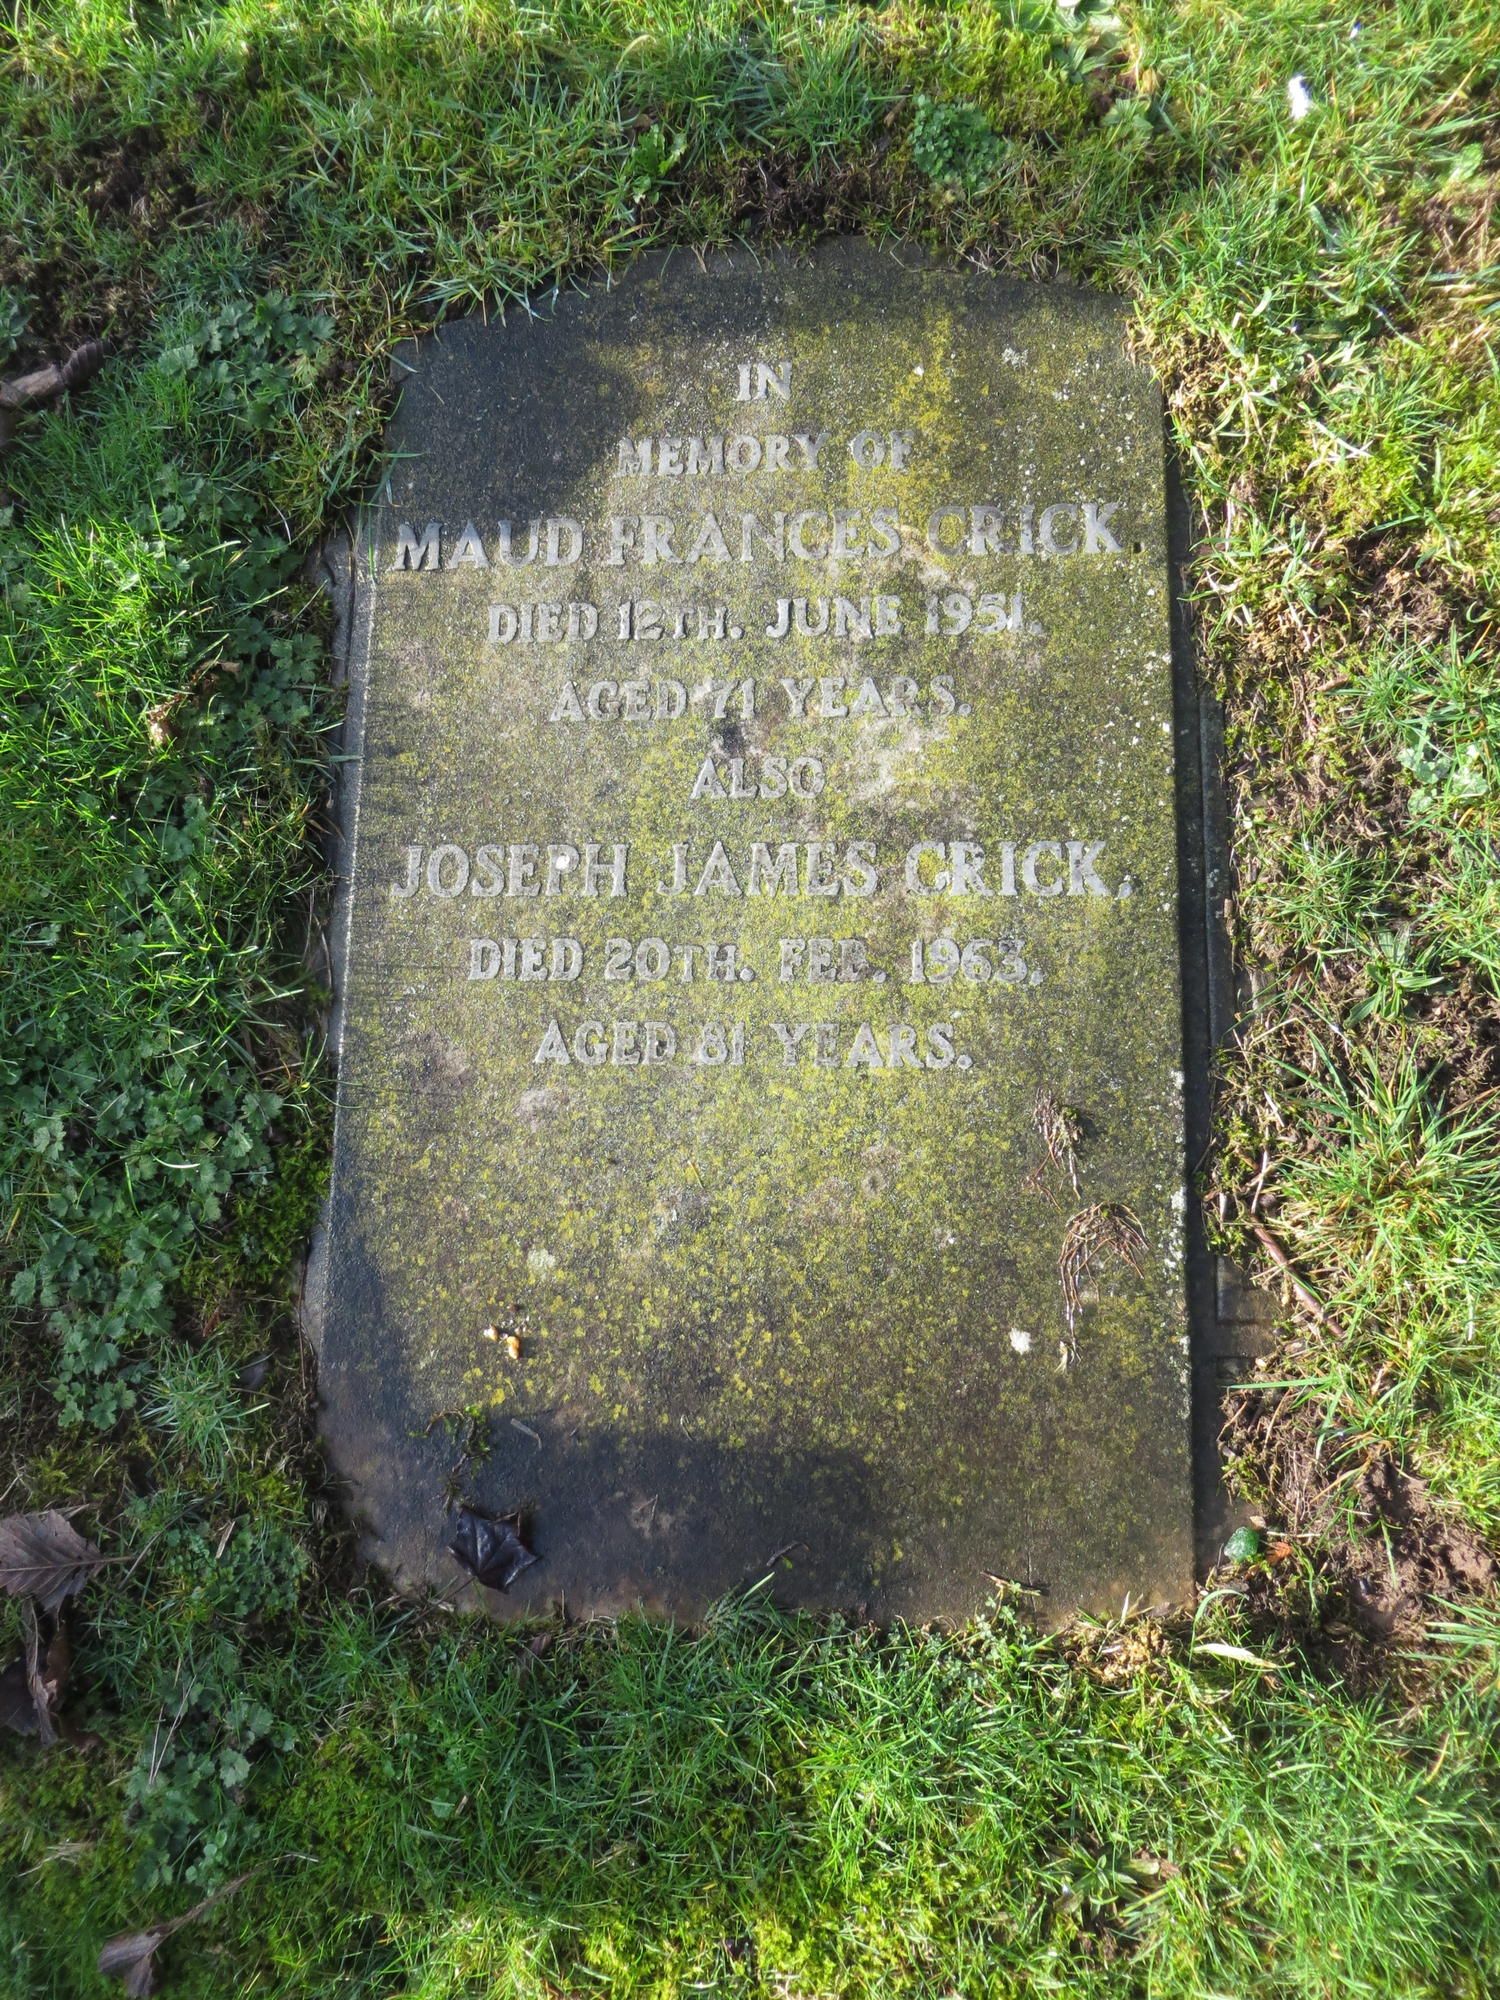 IN
MEMORY OF
MAUD FRANCES CRICK,
DIED 12TH. JUNE 1951.
AGED 71 YEARS.
ALSO
JOSEPH JAMES CRICK,
DIED 20TH. FEB. 1963.
AGED 81 YEARS.